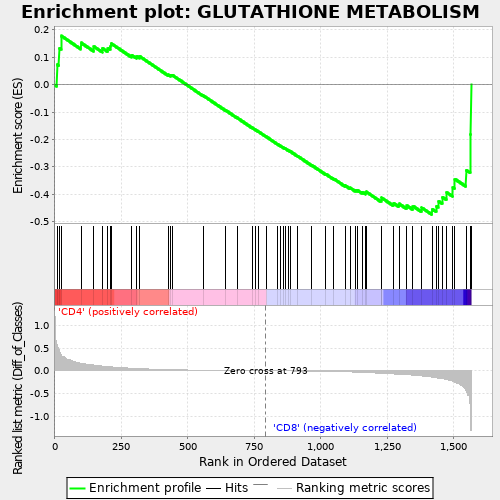 Enrichment plot: GLUTATHIONE METABOLISM
Enrichment score (ES)
0.2
0.1
0.0
-0.1
-0.2
-0.3
-0.4
-0.5
Ranked list metric (Diff_of_Classes)
'CD4' (positively correlated)
1.0
0.5
0.0
-0.5
-1.0
Zero cross at 793
'CD8' (negatively correlated)
0
250
500
750
1,000
1,250
1,500
Rank in Ordered Dataset
Enrichment profile
Hits
Ranking metric scores